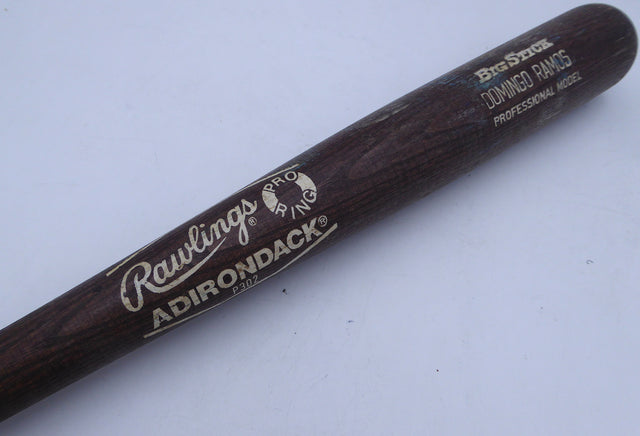 Rawlings®
PRO RING
ADIRONDACK®
P302
BIG STICK
DOMINGO RAMOS
PROFESSIONAL MODEL